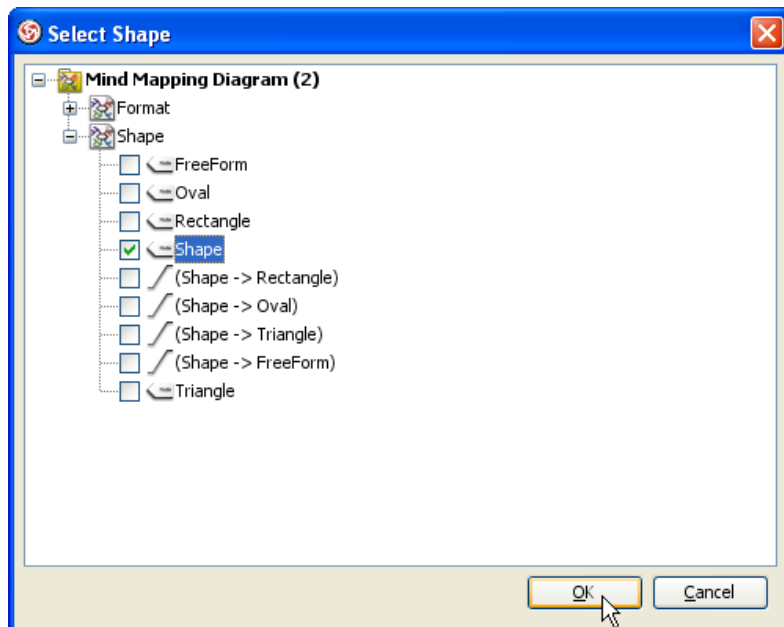 Select Shape
Mind Mapping Diagram (2)
Format
Shape
FreeForm
Oval
Rectangle
Shape
(Shape -> Rectangle)
(Shape -> Oval)
(Shape -> Triangle)
(Shape -> FreeForm)
Triangle
OK Cancel